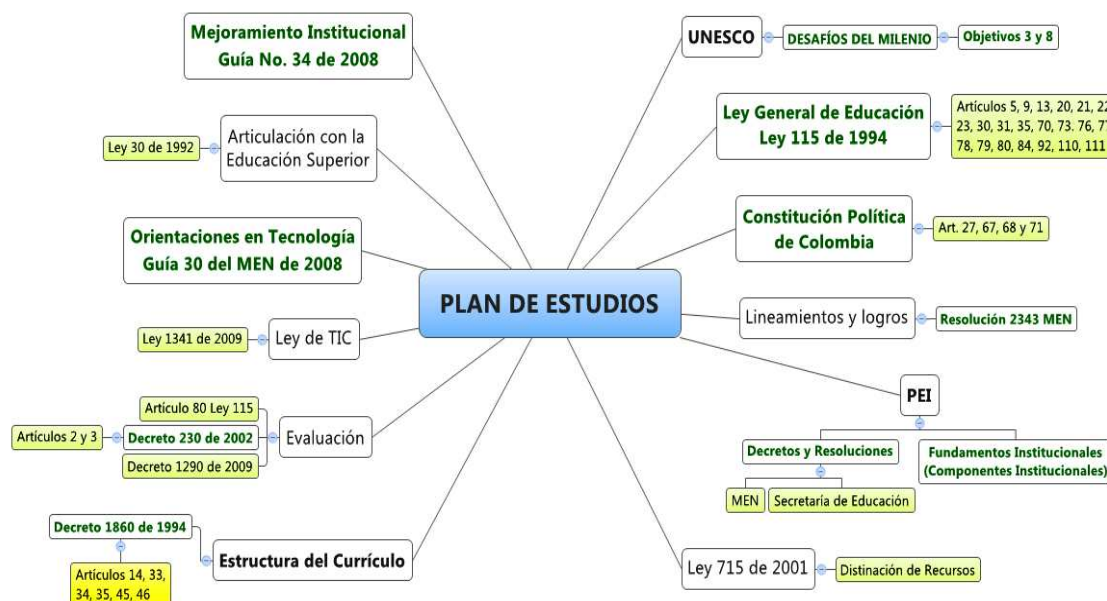 Mejoramiento Institucional
Guía No. 34 de 2008
Ley 30 de 1992
Articulación con la
Educación Superior
Orientaciones en Tecnología
Guía 30 del MEN de 2008
Ley 1341 de 2009
Ley de TIC
Artículo 80 Ley 115
Artículos 2 y 3
Decreto 230 de 2002
Decreto 1290 de 2009
Evaluación
Decreto 1860 de 1994
Artículos 14, 33,
34, 35, 45, 46
Estructura del Currículo
PLAN DE ESTUDIOS
UNESCO
DESAFÍOS DEL MILENIO
Objetivos 3 y 8
Ley General de Educación
Ley 115 de 1994
Artículos 5, 9, 13, 20, 21, 22
23, 30, 31, 35, 70, 73. 76,
78, 79, 80, 84, 92, 110, 111
Constitución Política
de Colombia
Art. 27, 67, 68 y 71
Lineamientos y logros
Resolución 2343 MEN
PEI
Decretos y Resoluciones
MEN
Secretaría de Educación
Fundamentos Institucionales
(Componentes Institucionales)
Ley 715 de 2001
Distinación de Recursos